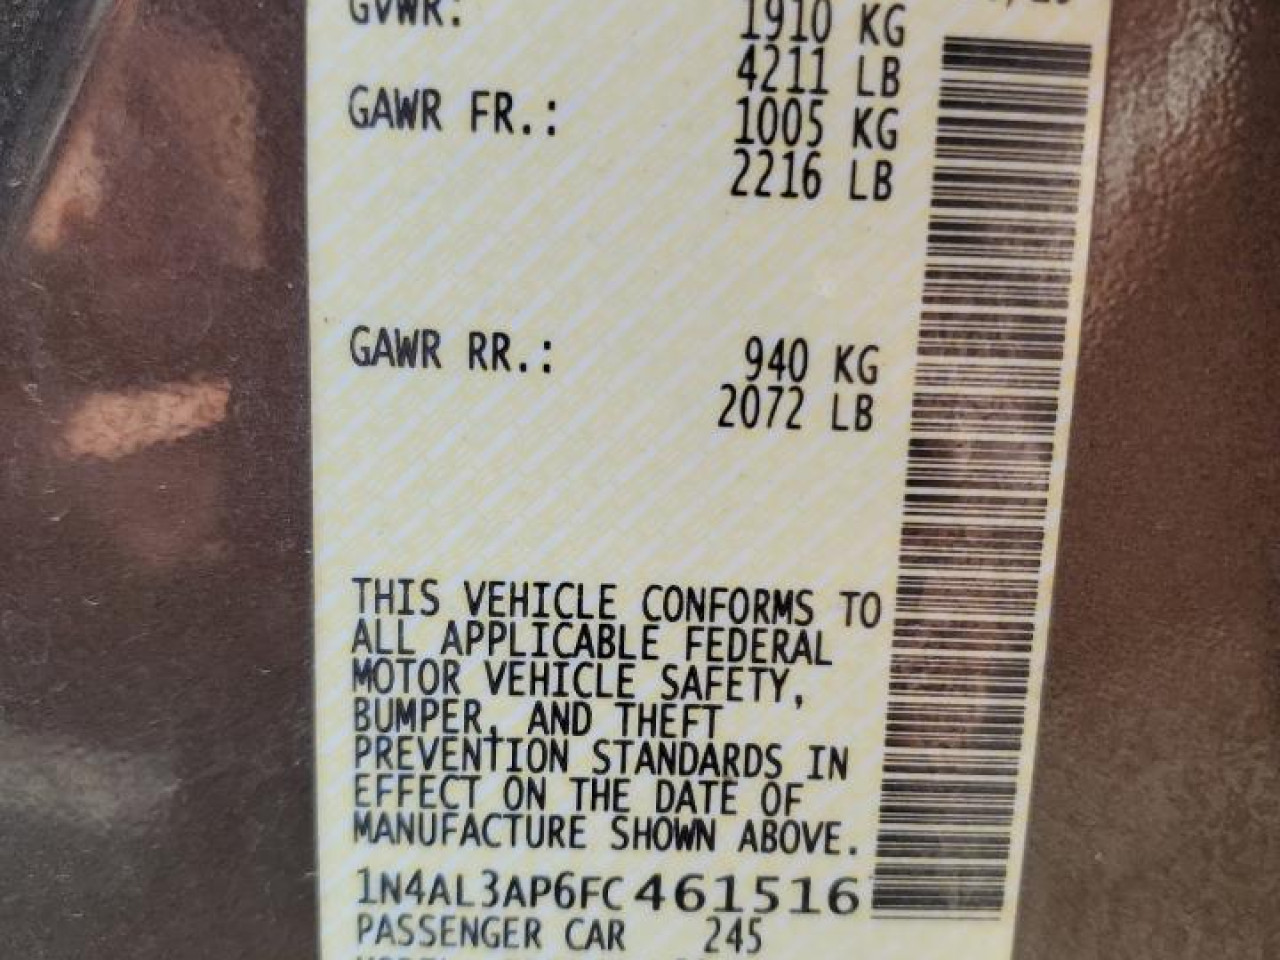 GVWR: 1910 KG
4211 LB
GAWR FR.: 1005 KG
2216 LB
GAWR RR.: 940 KG
2072 LB
THIS VEHICLE CONFORMS TO
ALL APPLICABLE FEDERAL
MOTOR VEHICLE SAFETY,
BUMPER, AND THEFT
PREVENTION STANDARDS IN
EFFECT ON THE DATE OF
MANUFACTURE SHOWN ABOVE.
1N4AL3AP6FC461516
PASSENGER CAR 245